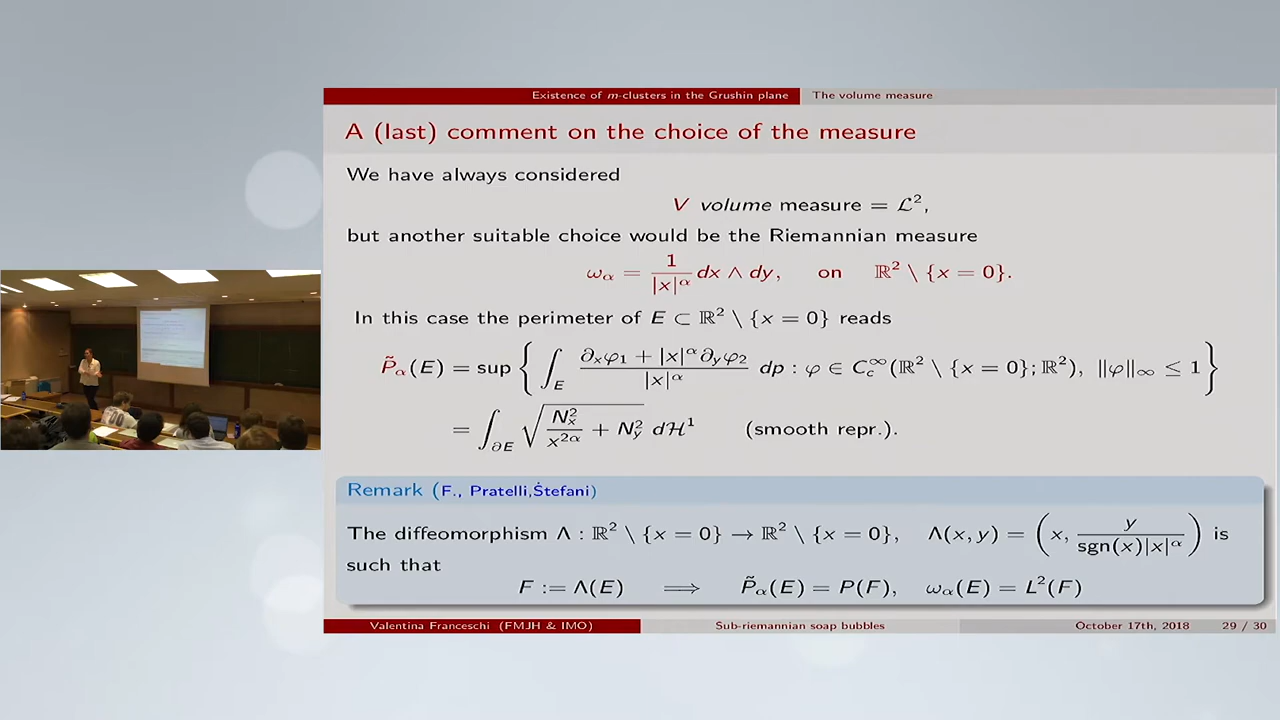 Existence of m-clusters in the Grushin plane The volume measure
A (last) comment on the choice of the measure
We have always considered
V volume measure = ℒ²,
but another suitable choice would be the Riemannian measure
ω_α = 1/|x|^α dx ∧ dy, on ℝ² \ {x = 0}.
In this case the perimeter of E ⊂ ℝ² \ {x = 0} reads
P̃_α(E) = sup { ∫_E (∂_xφ_1 + |x|^α ∂_yφ_2)/|x|^α dp : φ ∈ C_c^∞(ℝ² \ {x = 0}; ℝ²), ‖φ‖_∞ ≤ 1 }
= ∫_{∂E} √(N_x²/x^{2α} + N_y²) dℋ¹ (smooth repr.).
Remark (F., Pratelli,Ṡtefani)
The diffeomorphism Λ : ℝ² \ {x = 0} → ℝ² \ {x = 0}, Λ(x, y) = (x, y/(sgn(x)|x|^α)) is
such that
F := Λ(E) ⟹ P̃_α(E) = P(F), ω_α(E) = L²(F)
Valentina Franceschi (FMJH & IMO) Sub-riemannian soap bubbles October 17th, 2018 29 / 30